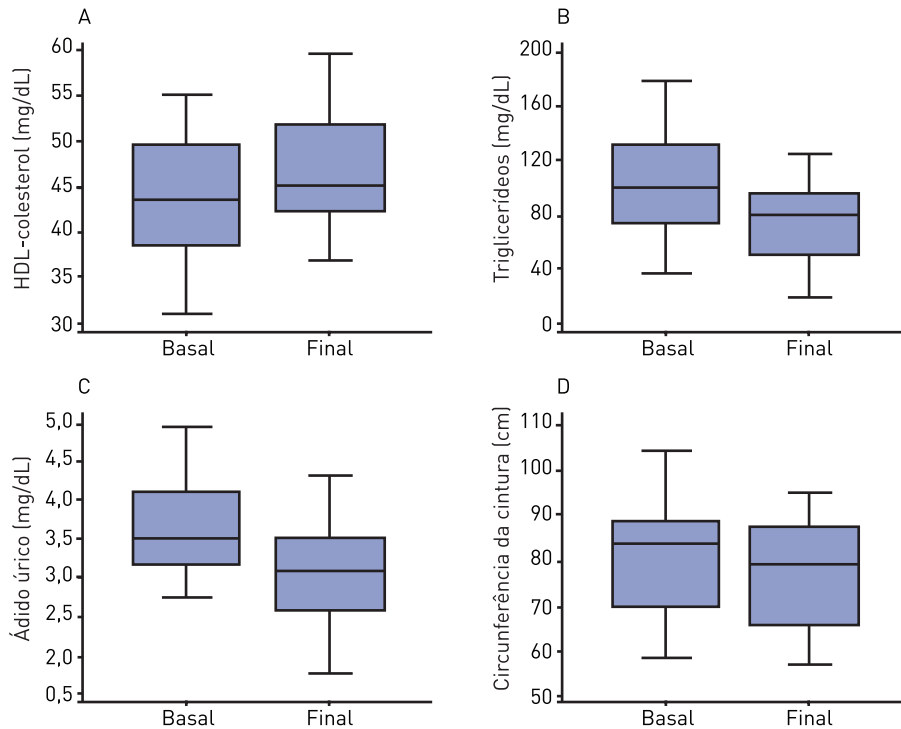 A
HDL-colesterol (mg/dL)
60
55
50
45
40
35
30
Basal
Final
B
Triglicerídeos (mg/dL)
200
160
120
80
40
0
Basal
Final
C
Ádido úrico (mg/dL)
5,0
4,5
4,0
3,5
3,0
2,5
2,0
0,5
Basal
Final
D
Circunferência da cintura (cm)
110
100
90
80
70
60
50
Basal
Final